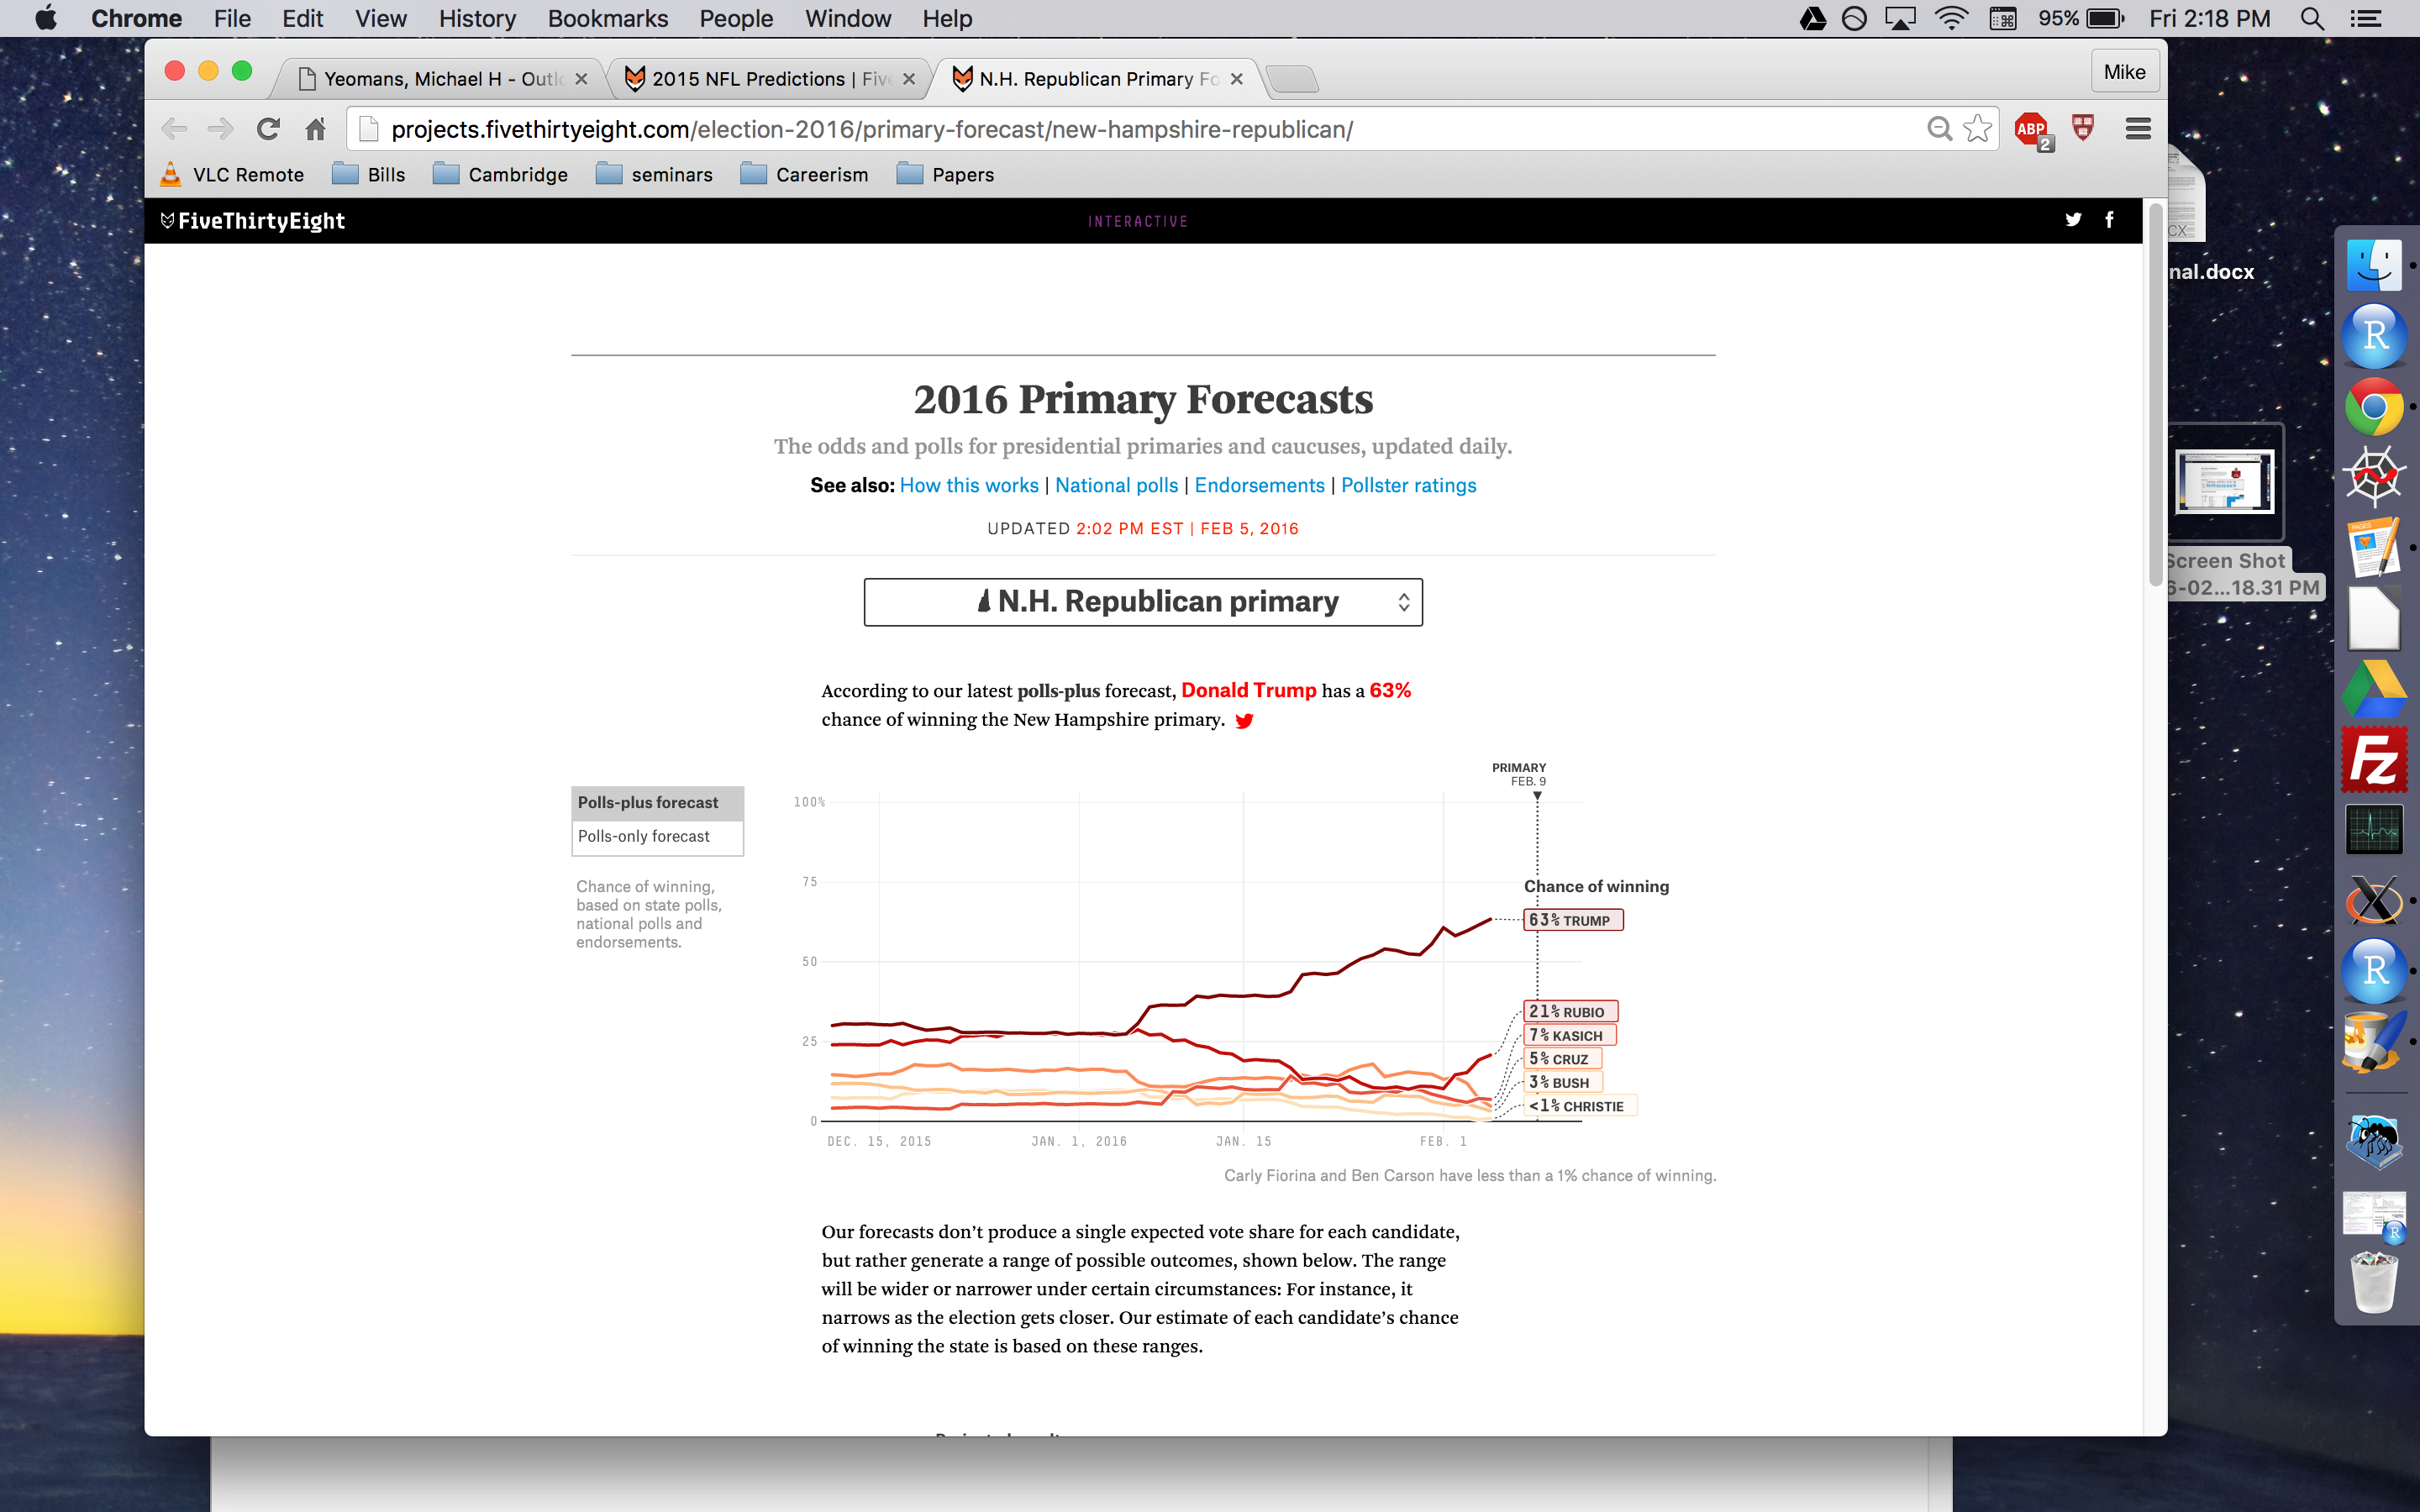 Chrome File Edit View History Bookmarks People Window Help 95% Fri 2:18 PM
Yeomans, Michael H - Outl 2015 NFL Predictions | Five N.H. Republican Primary Fo Mike
projects.fivethirtyeight.com/election-2016/primary-forecast/new-hampshire-republican/ ABP 2
VLC Remote Bills Cambridge seminars Careerism Papers
FiveThirtyEight INTERACTIVE
nal.docx
2016 Primary Forecasts
The odds and polls for presidential primaries and caucuses, updated daily.
See also: How this works | National polls | Endorsements | Pollster ratings
UPDATED 2:02 PM EST | FEB 5, 2016
Screen Shot
6-02...18.31 PM
N.H. Republican primary
According to our latest polls-plus forecast, Donald Trump has a 63%
chance of winning the New Hampshire primary.
PRIMARY
FEB. 9
Polls-plus forecast
Polls-only forecast
Chance of winning,
based on state polls,
national polls and
endorsements.
100%
75
50
25
0
Chance of winning
63% TRUMP
21% RUBIO
7% KASICH
5% CRUZ
3% BUSH
<1% CHRISTIE
DEC. 15, 2015 JAN. 1, 2016 JAN. 15 FEB. 1
Carly Fiorina and Ben Carson have less than a 1% chance of winning.
Our forecasts don't produce a single expected vote share for each candidate,
but rather generate a range of possible outcomes, shown below. The range
will be wider or narrower under certain circumstances: For instance, it
narrows as the election gets closer. Our estimate of each candidate's chance
of winning the state is based on these ranges.